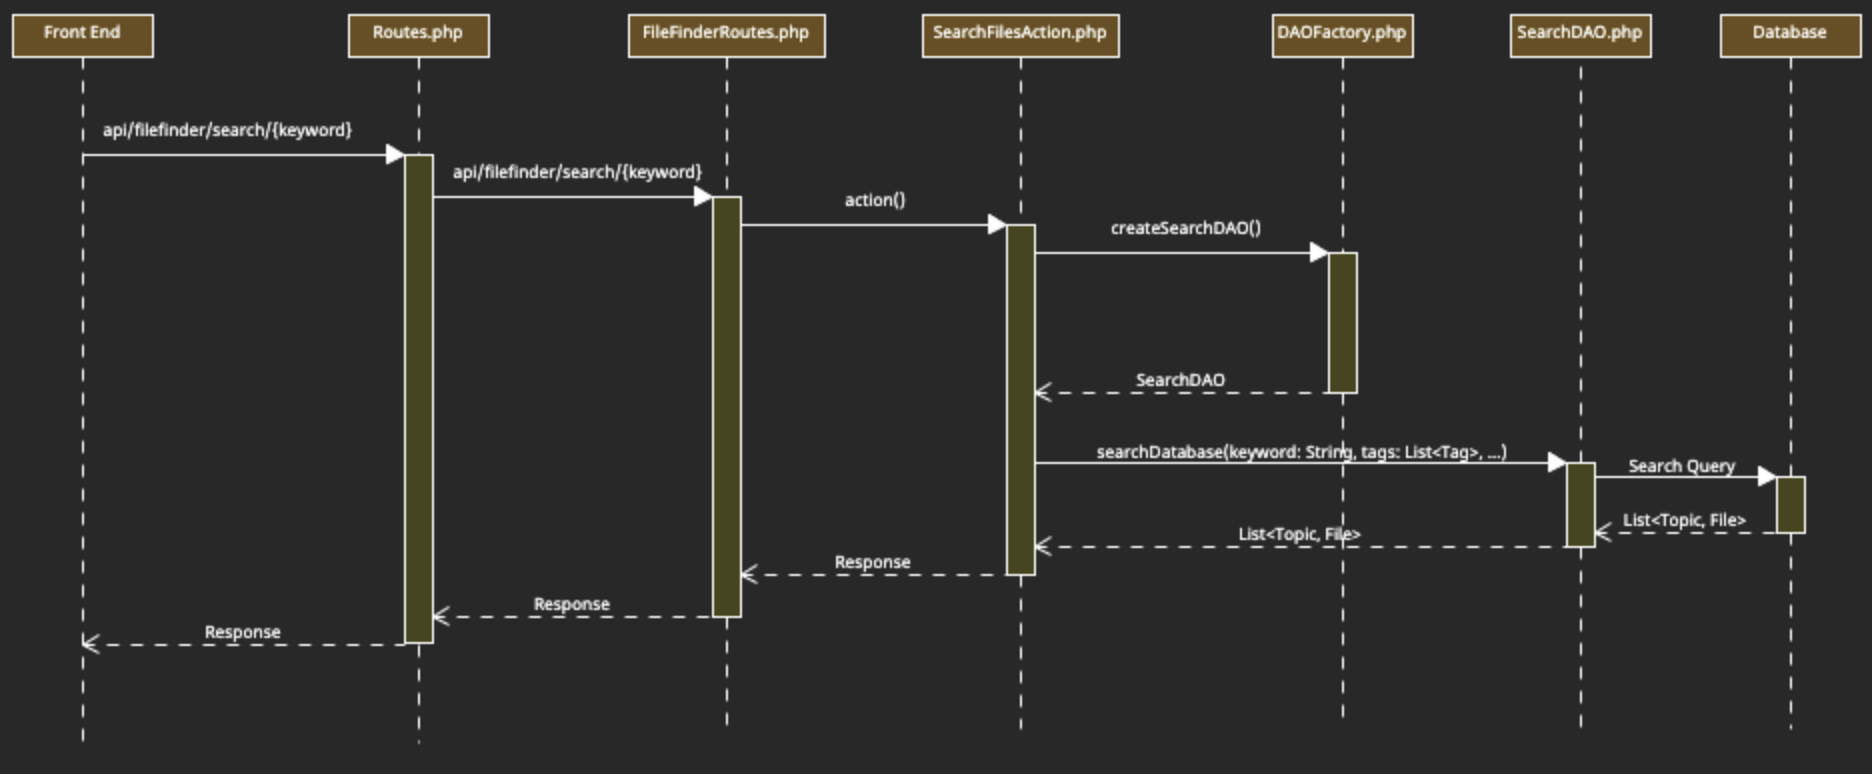 Front End
Routes.php
FileFinderRoutes.php
SearchFilesAction.php
DAOFactory.php
SearchDAO.php
Database
api/filefinder/search/{keyword}
api/filefinder/search/{keyword}
action()
createSearchDAO()
SearchDAO
searchDatabase(keyword: String, tags: List<Tag>, ...)
Search Query
List<Topic, File>
List<Topic, File>
Response
Response
Response